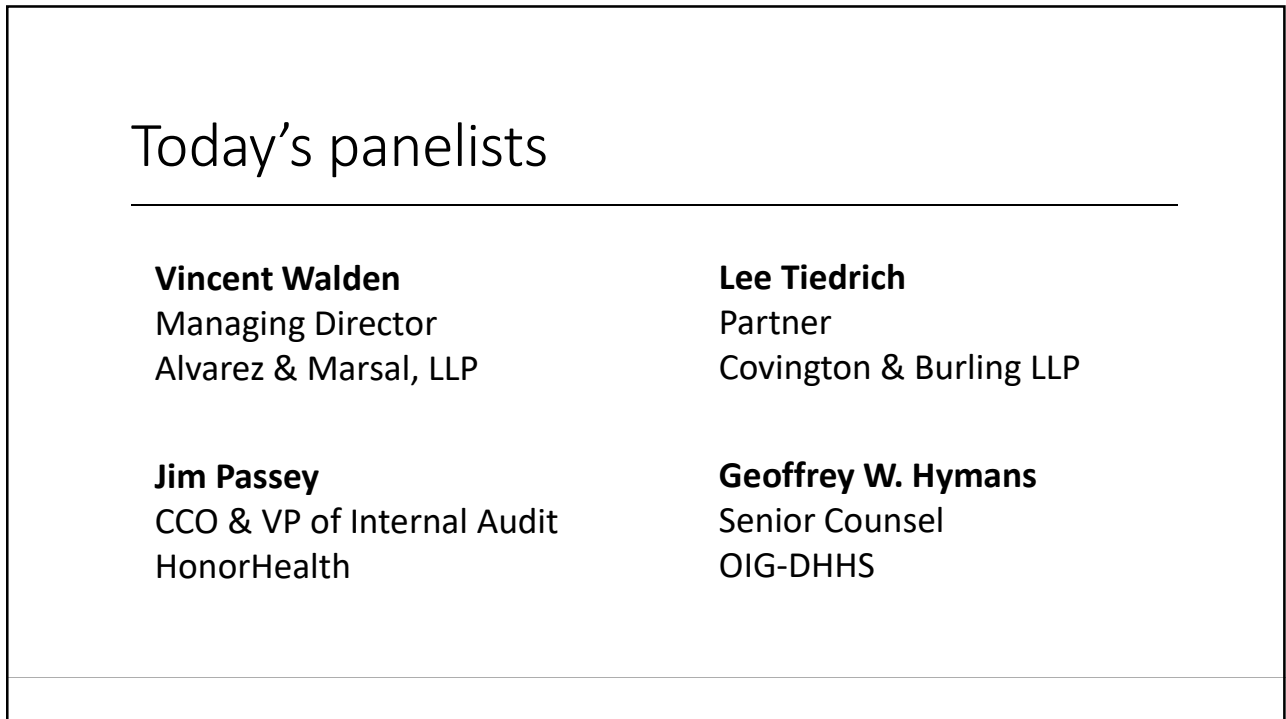 Today’s panelists
Vincent Walden
Managing Director
Alvarez & Marsal, LLP
Lee Tiedrich
Partner
Covington & Burling LLP
Jim Passey
CCO & VP of Internal Audit
HonorHealth
Geoffrey W. Hymans
Senior Counsel
OIG-DHHS